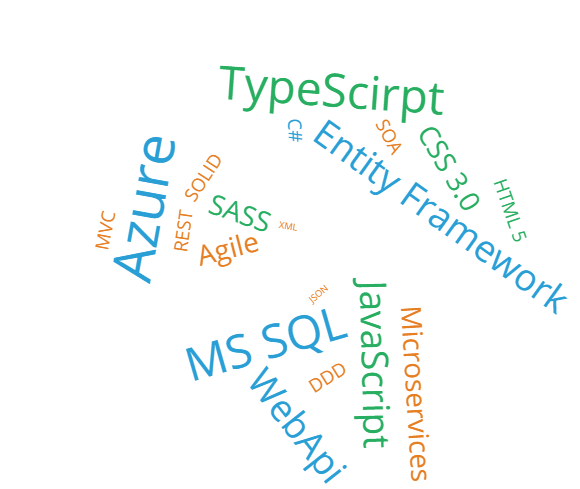 TypeScirpt
C#
SOA
Entity Framework
CSS 3.0
Azure
SOLID
HTML 5
MVC
REST
SASS
XML
Agile
JSON
JavaScript
MS SQL
Microservices
DDD
WebApi